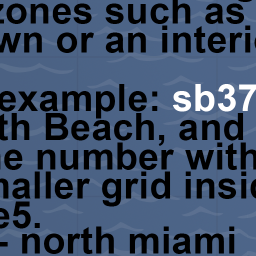 zones such as
wn or an interi
example: sb37
th Beach, and
e number with
naller grid insi
e5.
- north miami